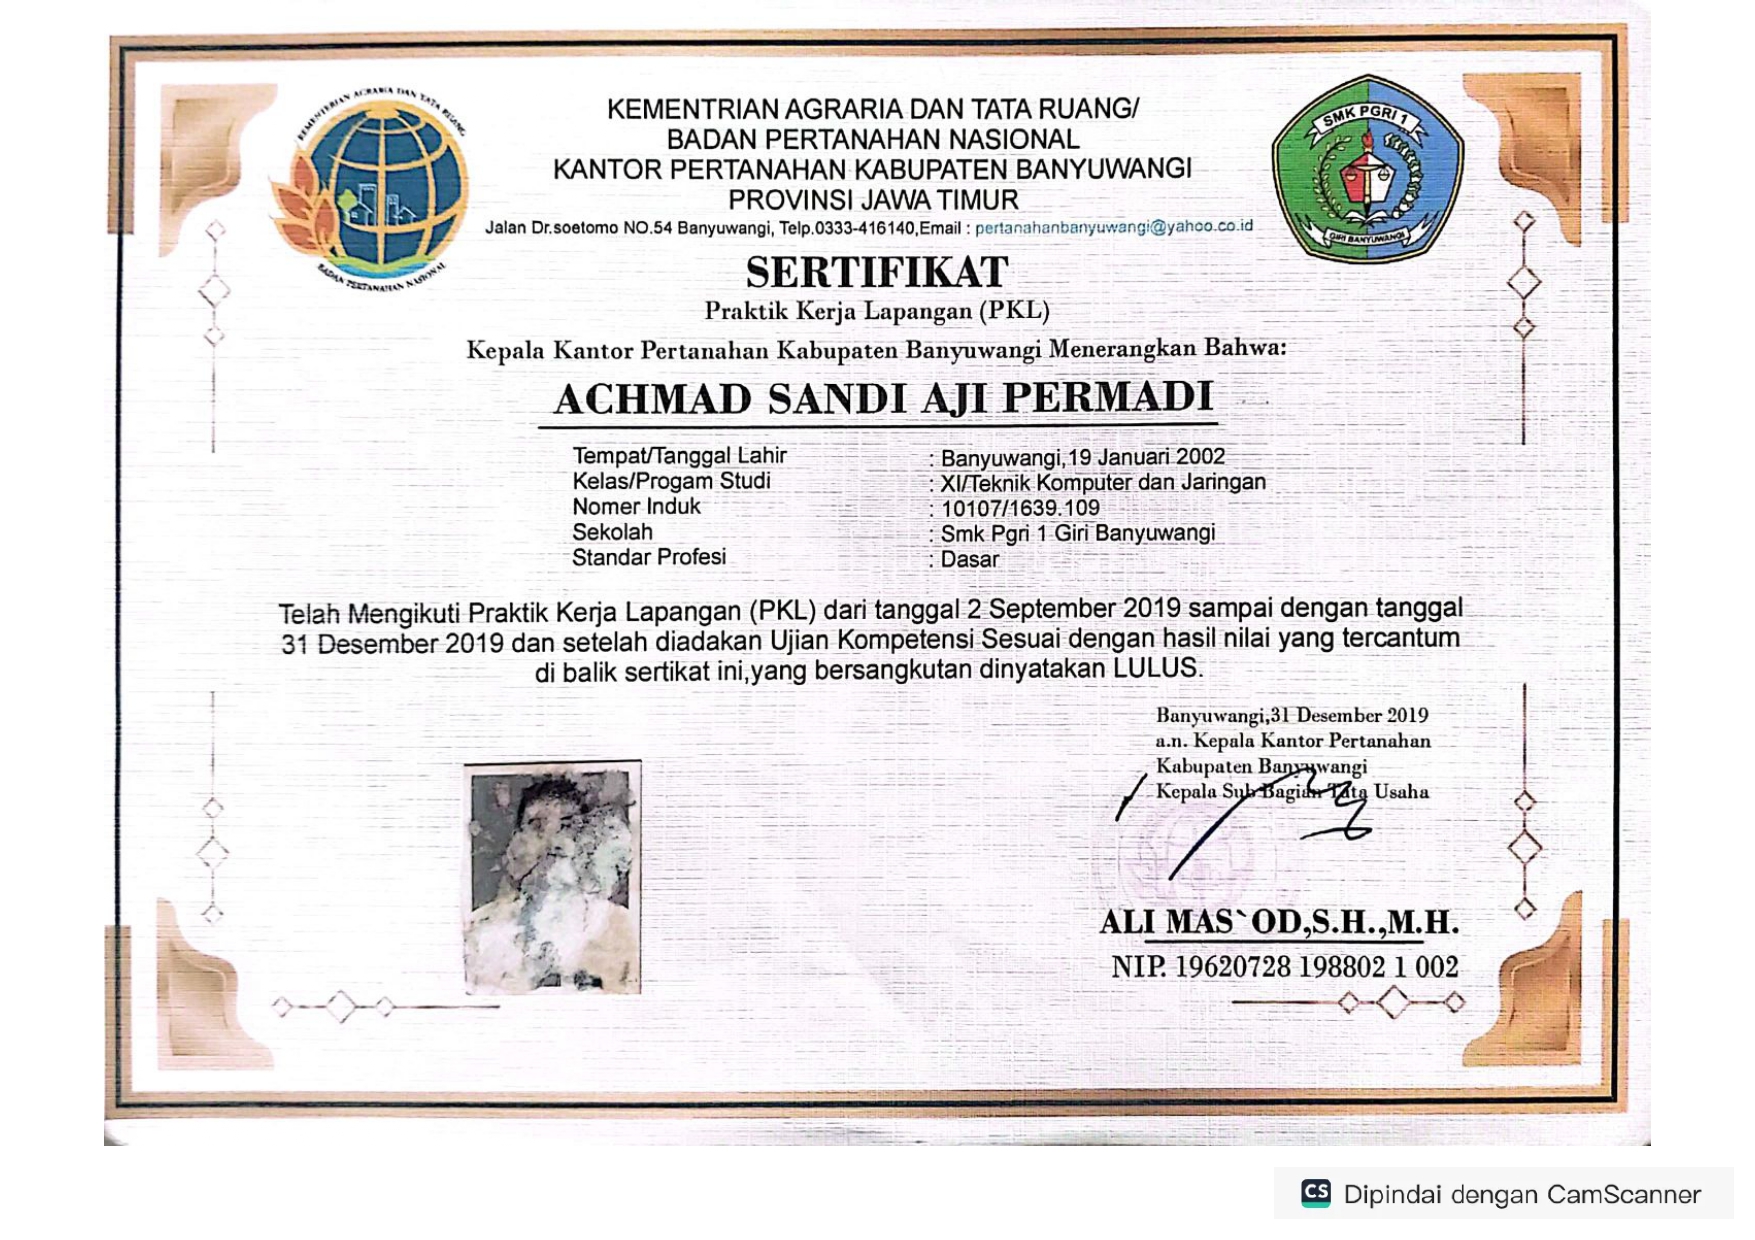 KEMENTRIAN AGRARIA DAN TATA RUANG
BADAN PERTANAHAN NASIONAL
KEMENTRIAN AGRARIA DAN TATA RUANG/
BADAN PERTANAHAN NASIONAL
KANTOR PERTANAHAN KABUPATEN BANYUWANGI
PROVINSI JAWA TIMUR
Jalan Dr.soetomo NO.54 Banyuwangi, Telp.0333-416140,Email : pertanahanbanyuwangi@yahoo.co.id
SMK PGRI 1
GIRI BANYUWANGI
SERTIFIKAT
Praktik Kerja Lapangan (PKL)
Kepala Kantor Pertanahan Kabupaten Banyuwangi Menerangkan Bahwa:
ACHMAD SANDI AJI PERMADI
Tempat/Tanggal Lahir : Banyuwangi,19 Januari 2002
Kelas/Progam Studi : XI/Teknik Komputer dan Jaringan
Nomer Induk : 10107/1639.109
Sekolah : Smk Pgri 1 Giri Banyuwangi
Standar Profesi : Dasar
Telah Mengikuti Praktik Kerja Lapangan (PKL) dari tanggal 2 September 2019 sampai dengan tanggal
31 Desember 2019 dan setelah diadakan Ujian Kompetensi Sesuai dengan hasil nilai yang tercantum
di balik sertikat ini,yang bersangkutan dinyatakan LULUS.
Banyuwangi,31 Desember 2019
a.n. Kepala Kantor Pertanahan
Kabupaten Banyuwangi
Kepala Sub Bagian Tata Usaha
ALI MAS`OD,S.H.,M.H.
NIP. 19620728 198802 1 002
CS Dipindai dengan CamScanner